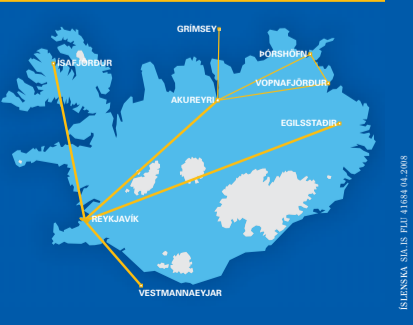 GRÍMSEY
ÍSAFJÖRÐUR
ÞÓRSHÖFN
VOPNAFJÖRÐUR
AKUREYRI
EGILSSTAÐIR
REYKJAVÍK
VESTMANNAEYJAR
ÍSLENSKA SIA.IS FLU 41684 04.2008